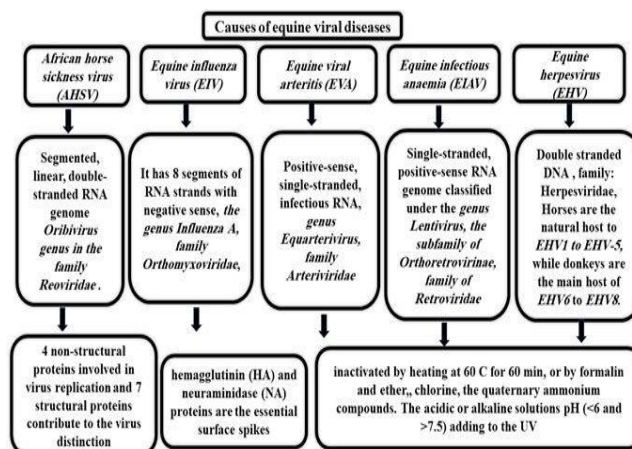 Causes of equine viral diseases
African horse
sickness virus
(AHSV)
Equine influenza
virus (EIV)
Equine viral
arteritis (EVA)
Equine infectious
anaemia (EIAV)
Equine
herpesvirus
(EHV)
Segmented,
linear, double-
stranded RNA
genome
Oribivirus
genus in the
family
Reoviridae .
It has 8 segments of
RNA strands with
negative sense, the
genus Influenza A,
family
Orthomyxoviridae,
Positive-sense,
single-stranded,
infectious RNA,
genus
Equarterivirus,
family
Arteriviridae
Single-stranded,
positive-sense RNA
genome classified
under the genus
Lentivirus, the
subfamily of
Orthoretrovirinae,
family of
Retroviridae
Double stranded
DNA , family:
Herpesviridae,
Horses are the
natural host to
EHV1 to EHV-5,
while donkeys are
the main host of
EHV6 to EHV8.
4 non-structural
proteins involved in
virus replication and 7
structural proteins
contribute to the virus
distinction
hemagglutinin (HA) and
neuraminidase (NA)
proteins are the essential
surface spikes
inactivated by heating at 60 C for 60 min, or by formalin
and ether,, chlorine, the quaternary ammonium
compounds. The acidic or alkaline solutions pH (<6 and
>7.5) adding to the UV